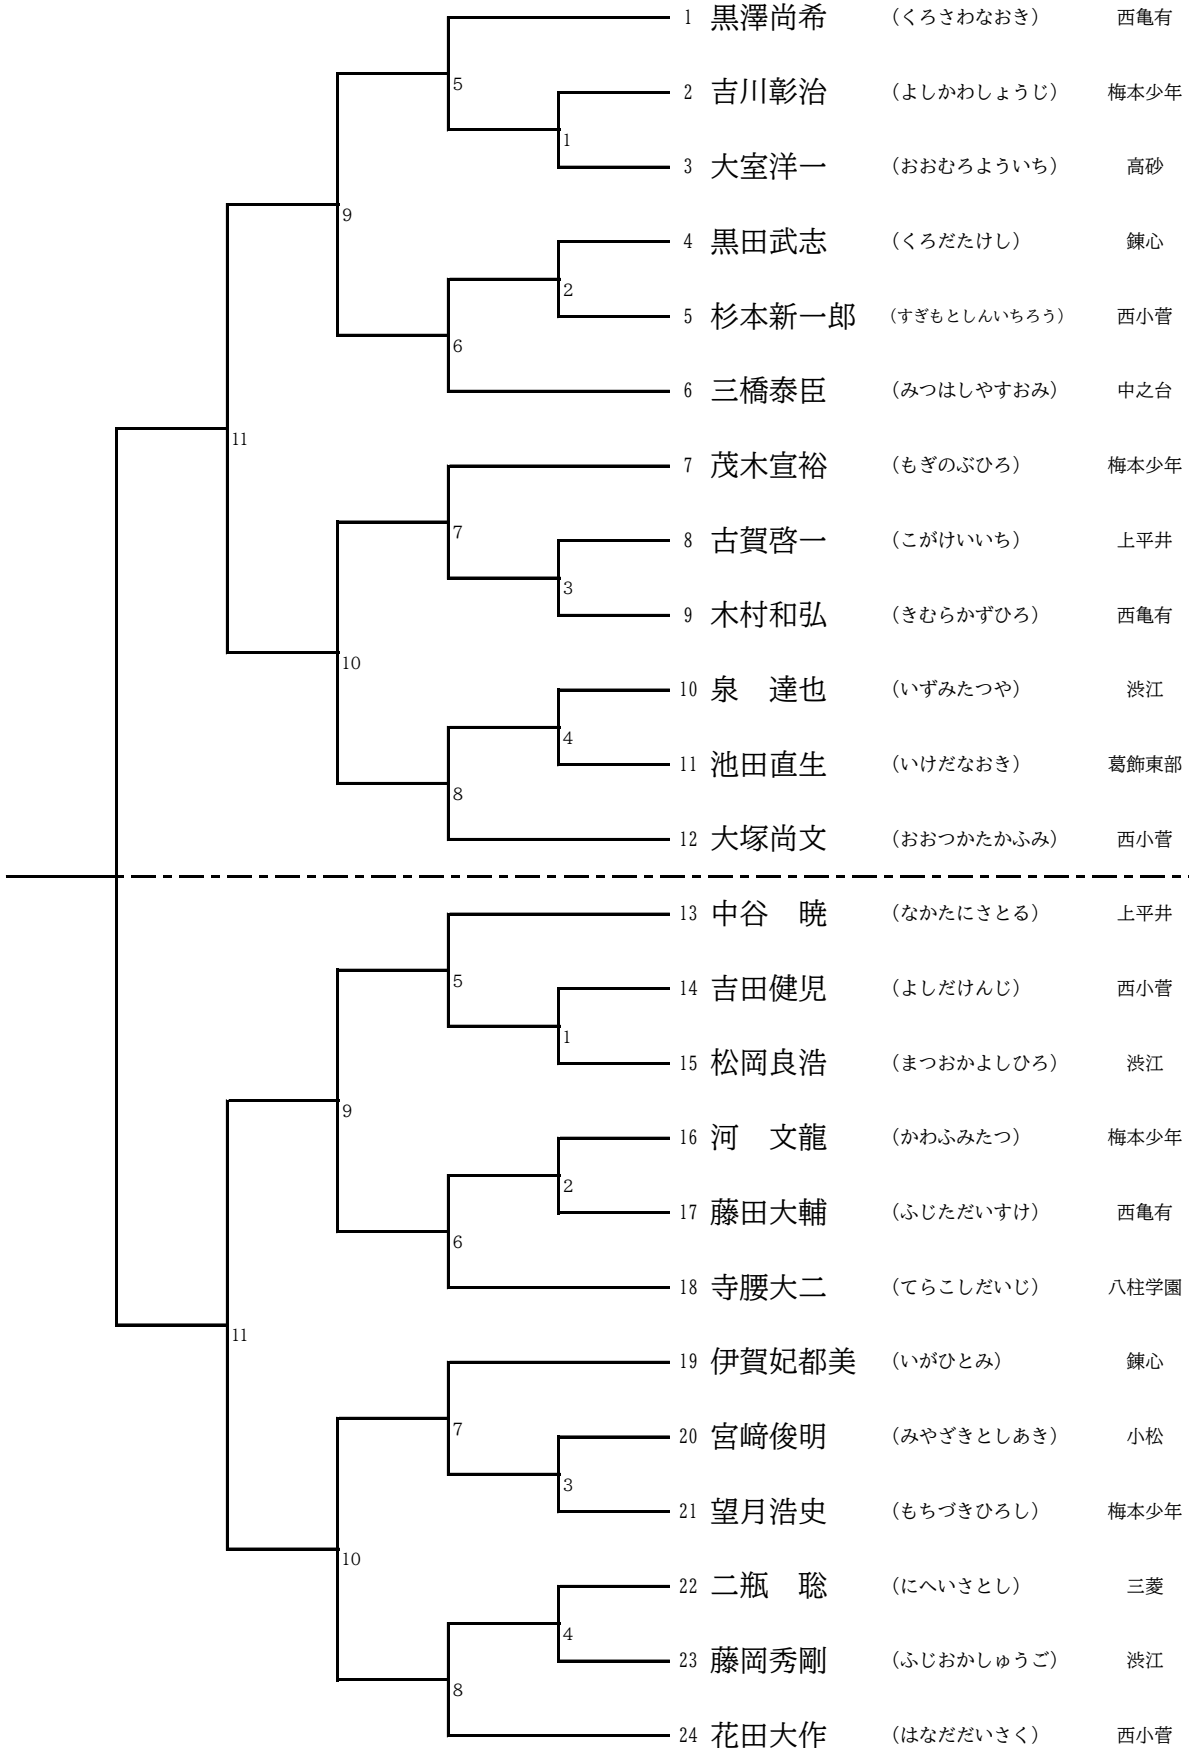 1 黒澤尚希 （くろさわなおき） 西亀有
5
2 吉川彰治 （よしかわしょうじ） 梅本少年
1
3 大室洋一 （おおむろよういち） 高砂
9
4 黒田武志 （くろだたけし） 錬心
2
5 杉本新一郎 （すぎもとしんいちろう） 西小菅
6
6 三橋泰臣 （みつはしやすおみ） 中之台
11
7 茂木宣裕 （もぎのぶひろ） 梅本少年
7
8 古賀啓一 （こがけいいち） 上平井
3
9 木村和弘 （きむらかずひろ） 西亀有
10
10 泉　達也 （いずみたつや） 渋江
4
11 池田直生 （いけだなおき） 葛飾東部
8
12 大塚尚文 （おおつかたかふみ） 西小菅
13 中谷　暁 （なかたにさとる） 上平井
5
14 吉田健児 （よしだけんじ） 西小菅
1
15 松岡良浩 （まつおかよしひろ） 渋江
9
16 河　文龍 （かわふみたつ） 梅本少年
2
17 藤田大輔 （ふじただいすけ） 西亀有
6
18 寺腰大二 （てらこしだいじ） 八柱学園
11
19 伊賀妃都美 （いがひとみ） 錬心
7
20 宮﨑俊明 （みやざきとしあき） 小松
3
21 望月浩史 （もちづきひろし） 梅本少年
10
22 二瓶　聡 （にへいさとし） 三菱
4
23 藤岡秀剛 （ふじおかしゅうご） 渋江
8
24 花田大作 （はなだだいさく） 西小菅